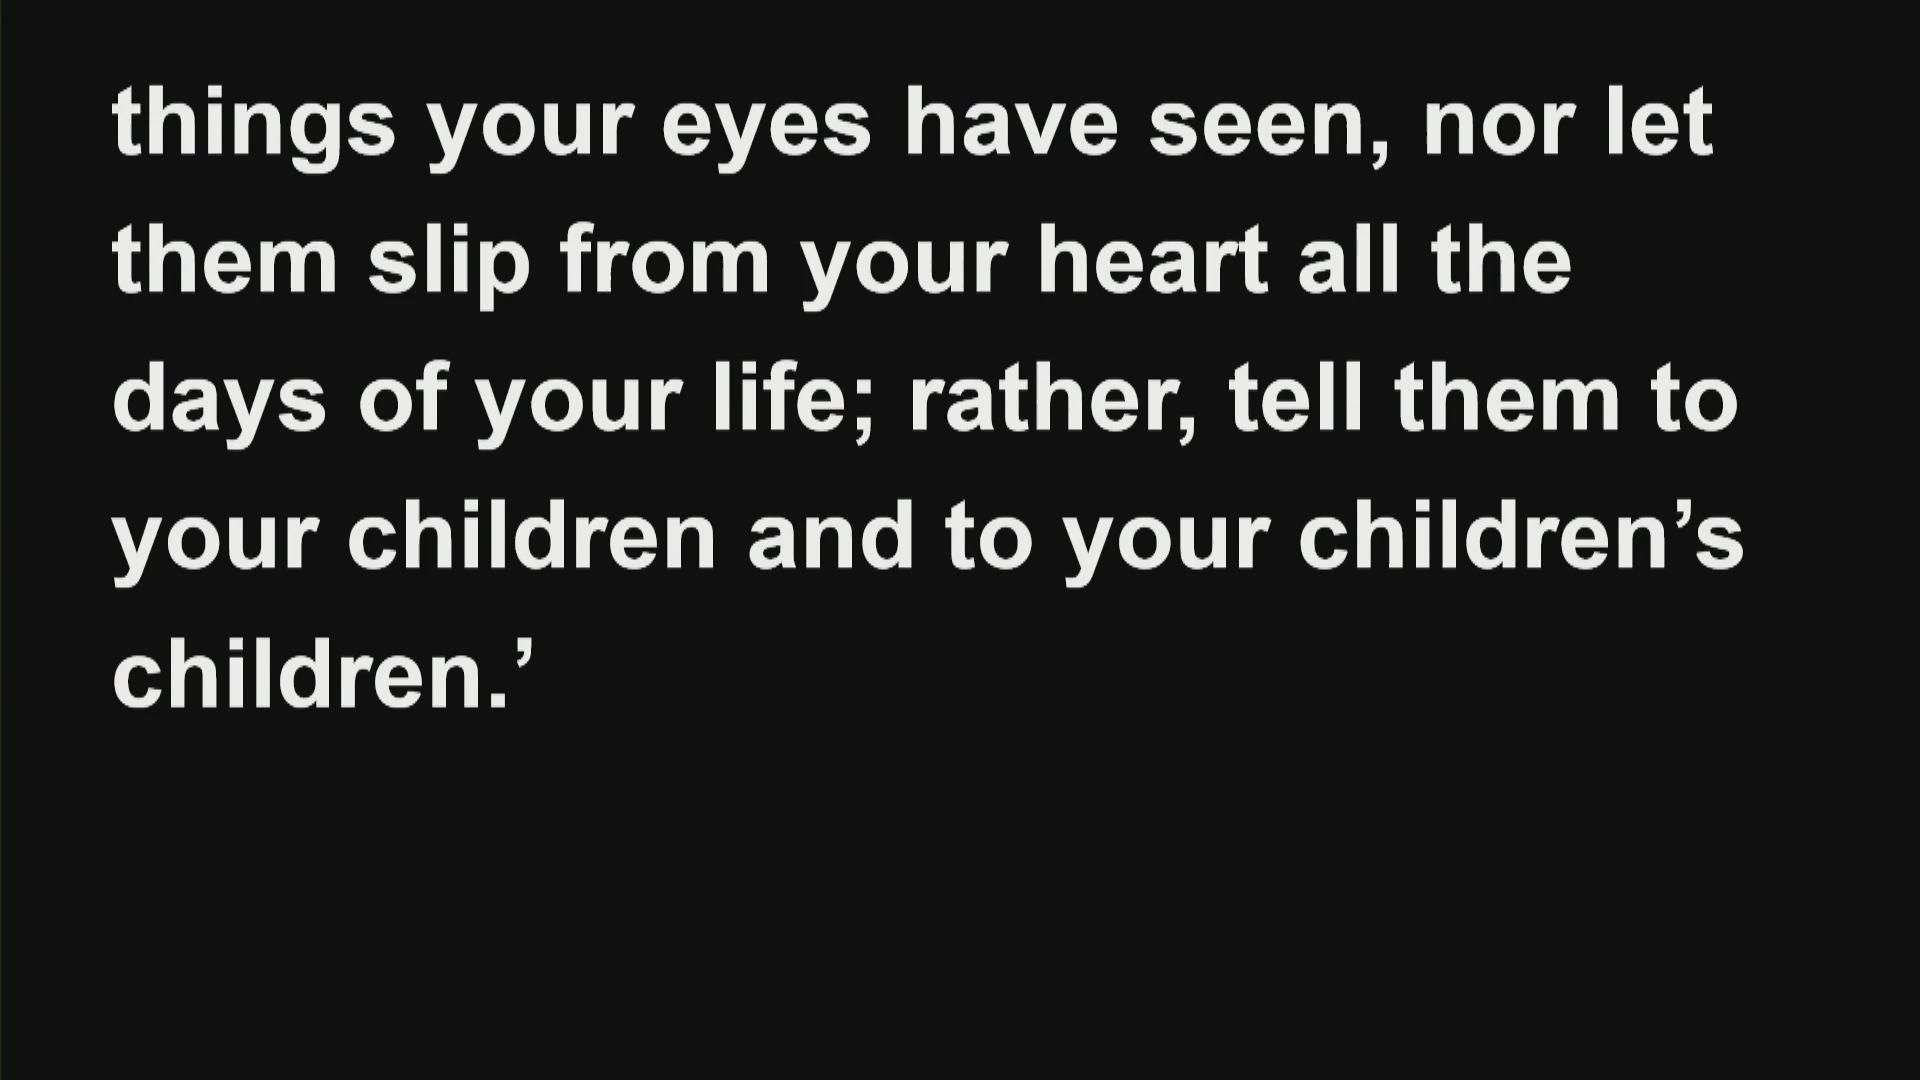 things your eyes have seen, nor let
them slip from your heart all the
days of your life; rather, tell them to
your children and to your children’s
children.’